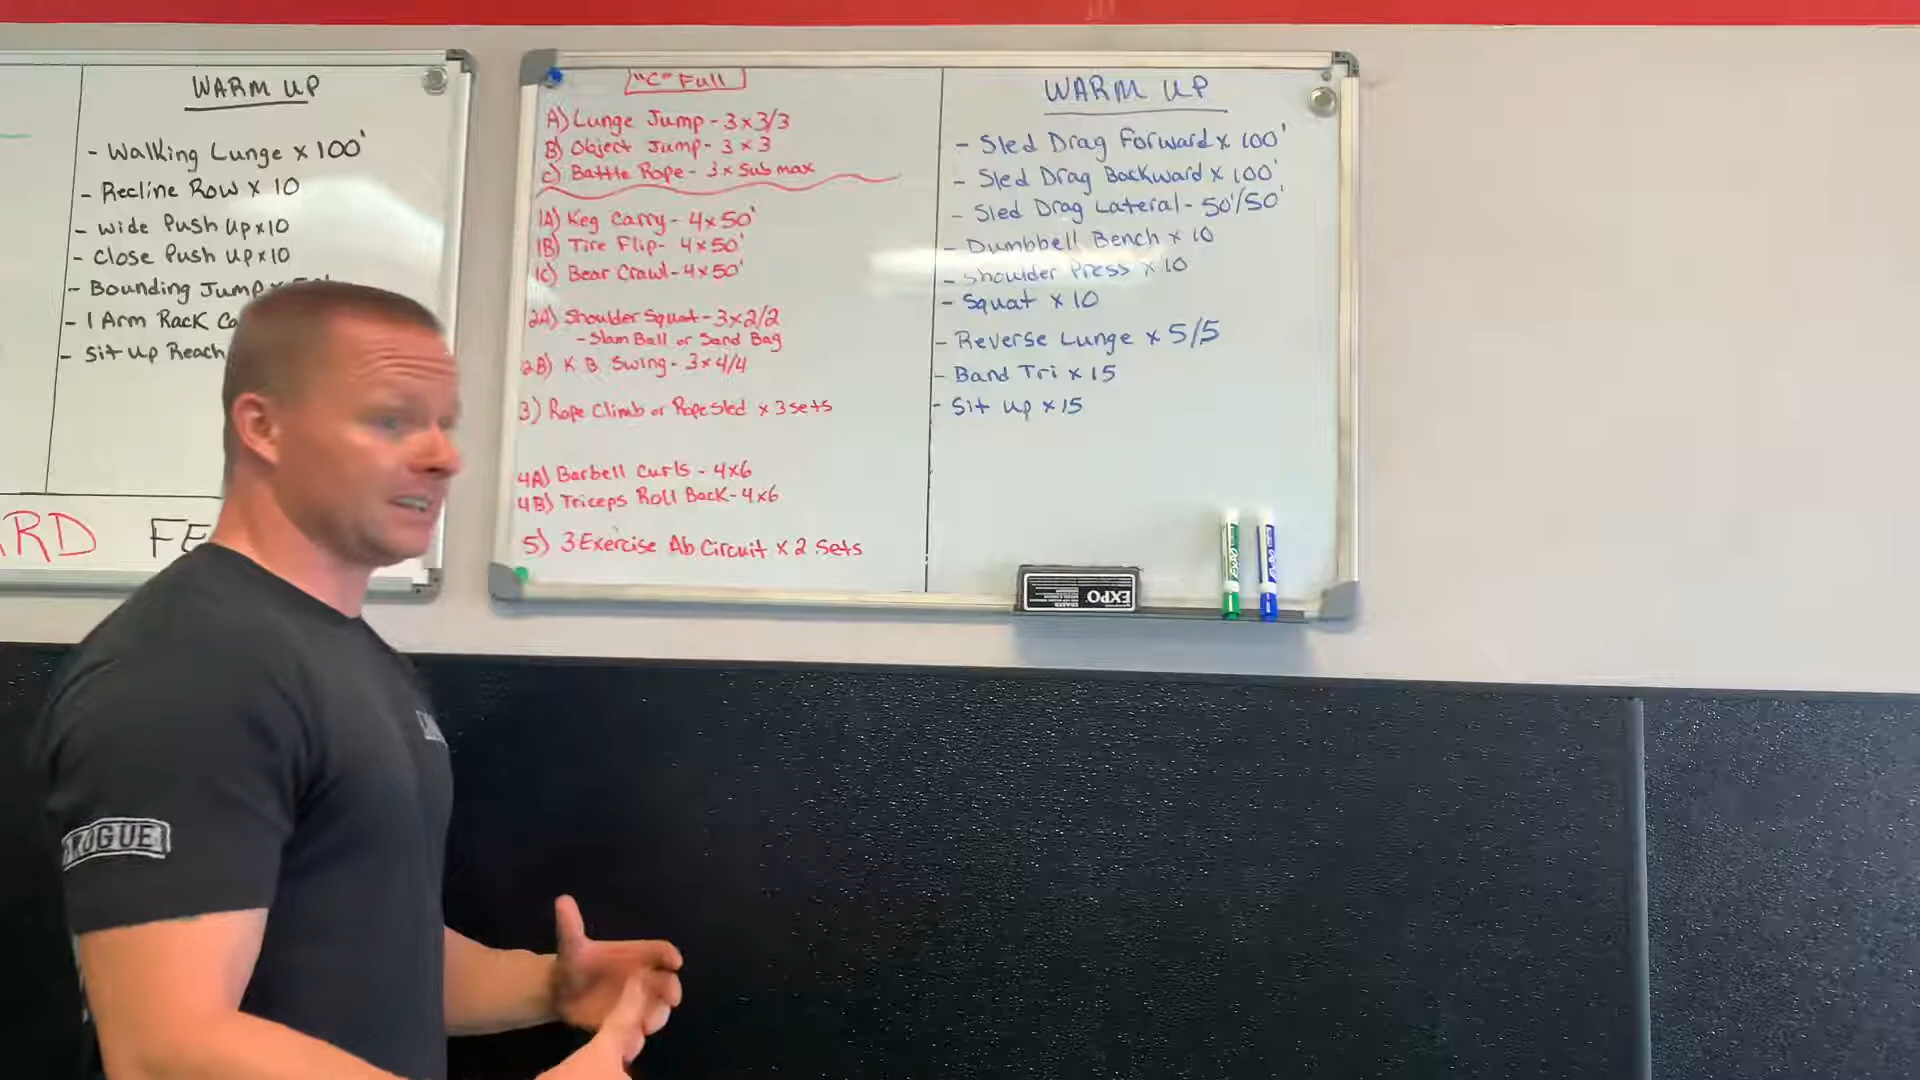 WARM UP
- Walking Lunge x 100'
- Recline Row x 10
- Wide Push Up x 10
- Close Push Up x 10
- Bounding Jump x 50'
- 1 Arm Rack
- Sit Up Reach
RD FE
"C" Full
A) Lunge Jump - 3 x 3/3
B) Object Jump - 3 x 3
C) Battle Rope - 3 x Sub max
1A) Keg Carry - 4 x 50'
1B) Tire Flip - 4 x 50'
1C) Bear Crawl - 4 x 50'
2A) Shoulder Squat - 3 x 2/2
- Slam Ball or Sand Bag
2B) K.B. Swing - 3 x 4/4
3) Rope Climb or Rope Sled x 3 sets
4A) Barbell Curls - 4x6
4B) Triceps Roll Back - 4x6
5) 3 Exercise Ab Circuit x 2 Sets
WARM UP
- Sled Drag Forward x 100'
- Sled Drag Backward x 100'
- Sled Drag Lateral - 50'/50'
- Dumbbell Bench x 10
- Shoulder Press x 10
- Squat x 10
- Reverse Lunge x 5/5
- Band Tri x 15
- Sit Up x 15
EXPO
ROGUE